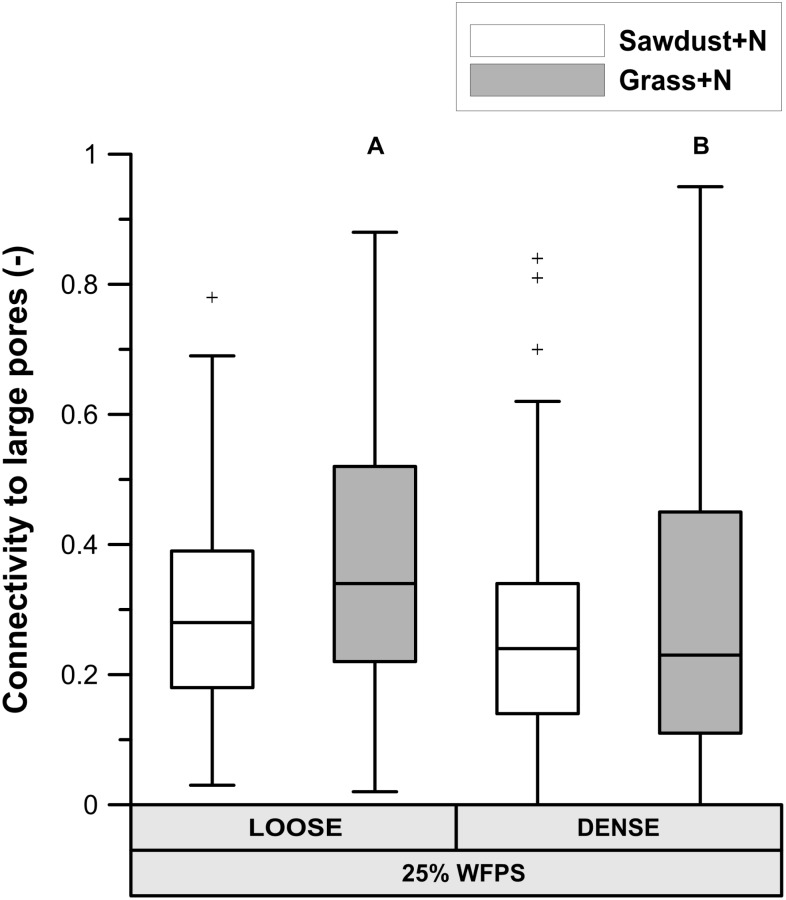 Sawdust+N
Grass+N
A
B
1
0.8
0.6
0.4
0.2
0
Connectivity to large pores (-)
LOOSE
DENSE
25% WFPS